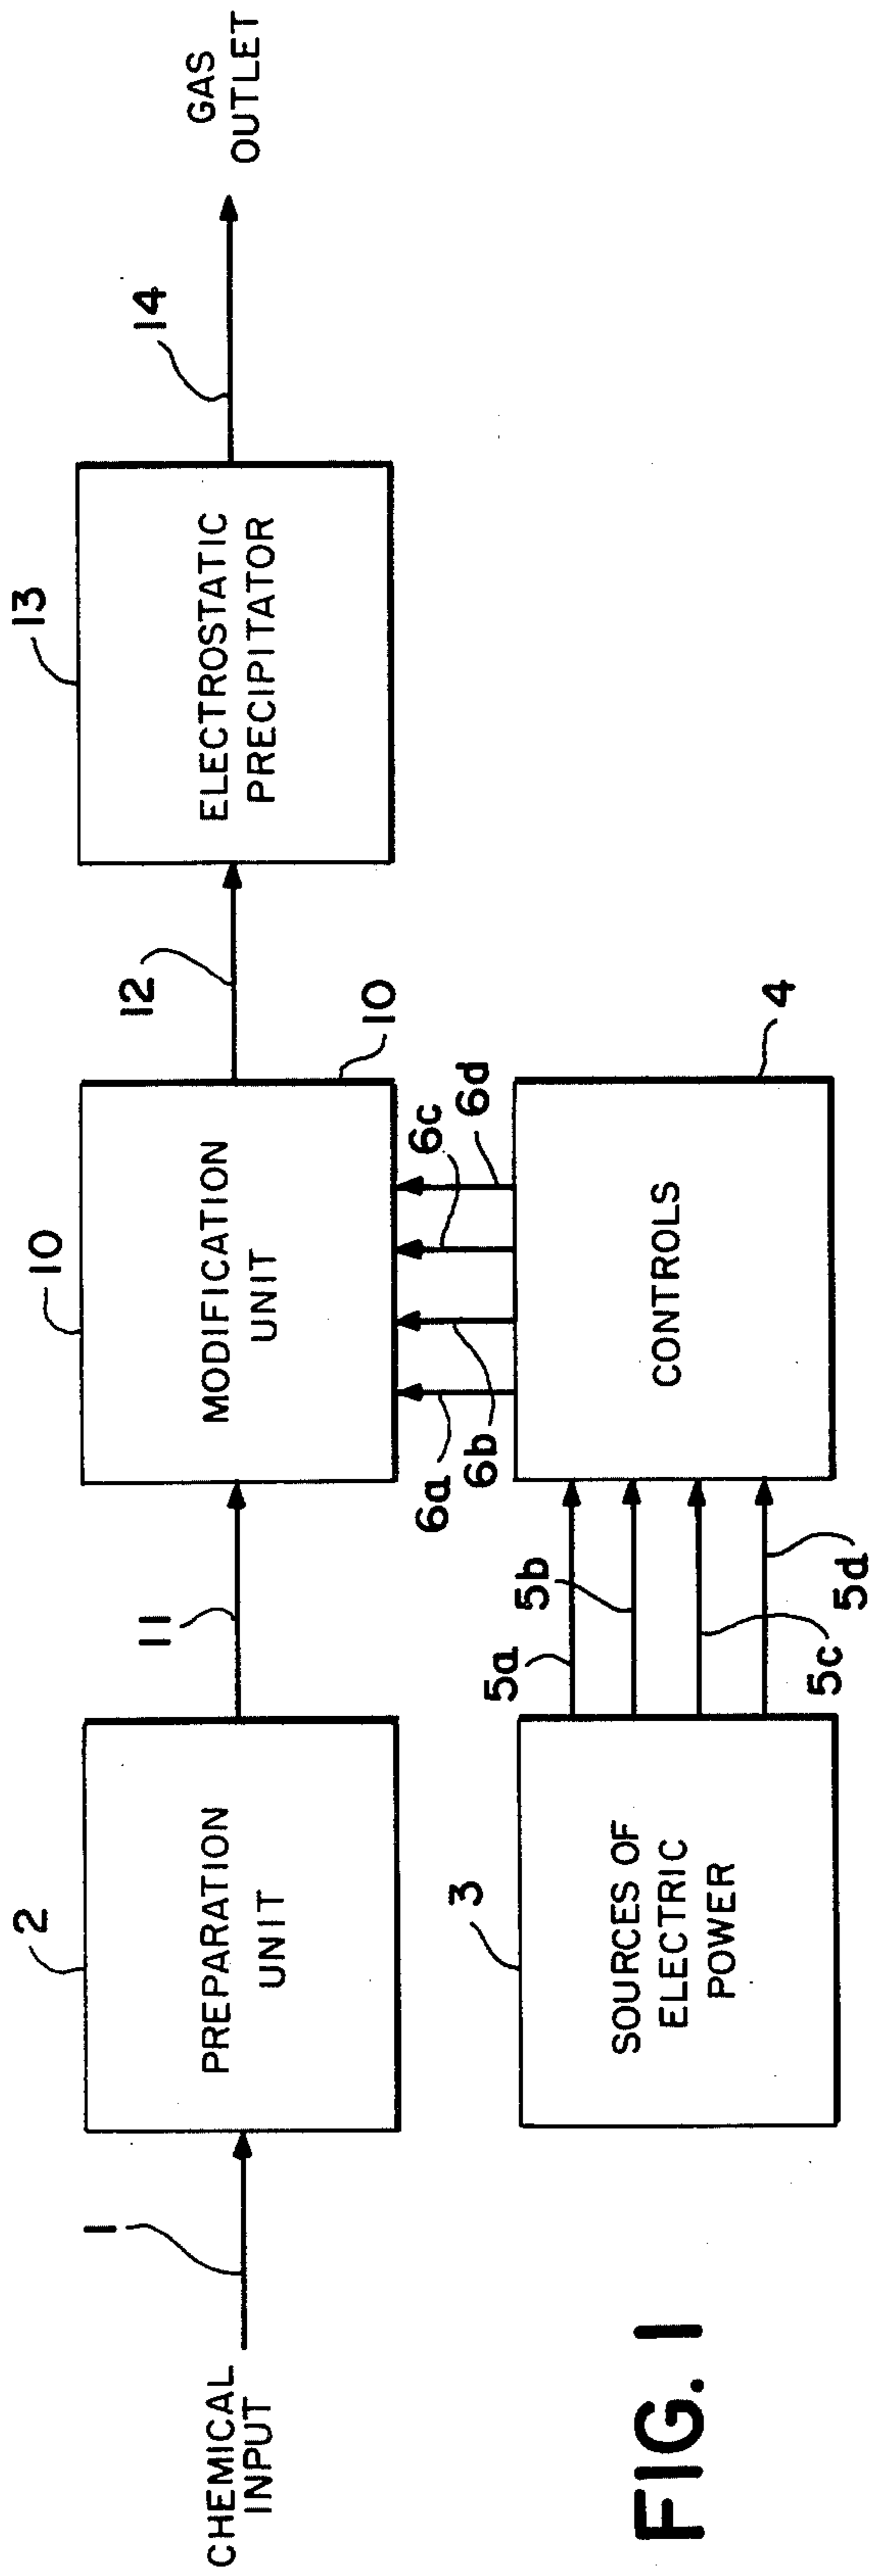 CHEMICAL
INPUT
1
2
PREPARATION
UNIT
11
10
MODIFICATION
UNIT
10
12
13
ELECTROSTATIC
PRECIPITATOR
14
GAS
OUTLET
3
SOURCES OF
ELECTRIC
POWER
5a
5b
5c
5d
6a
6b
6c
6d
CONTROLS
4
FIG. 1